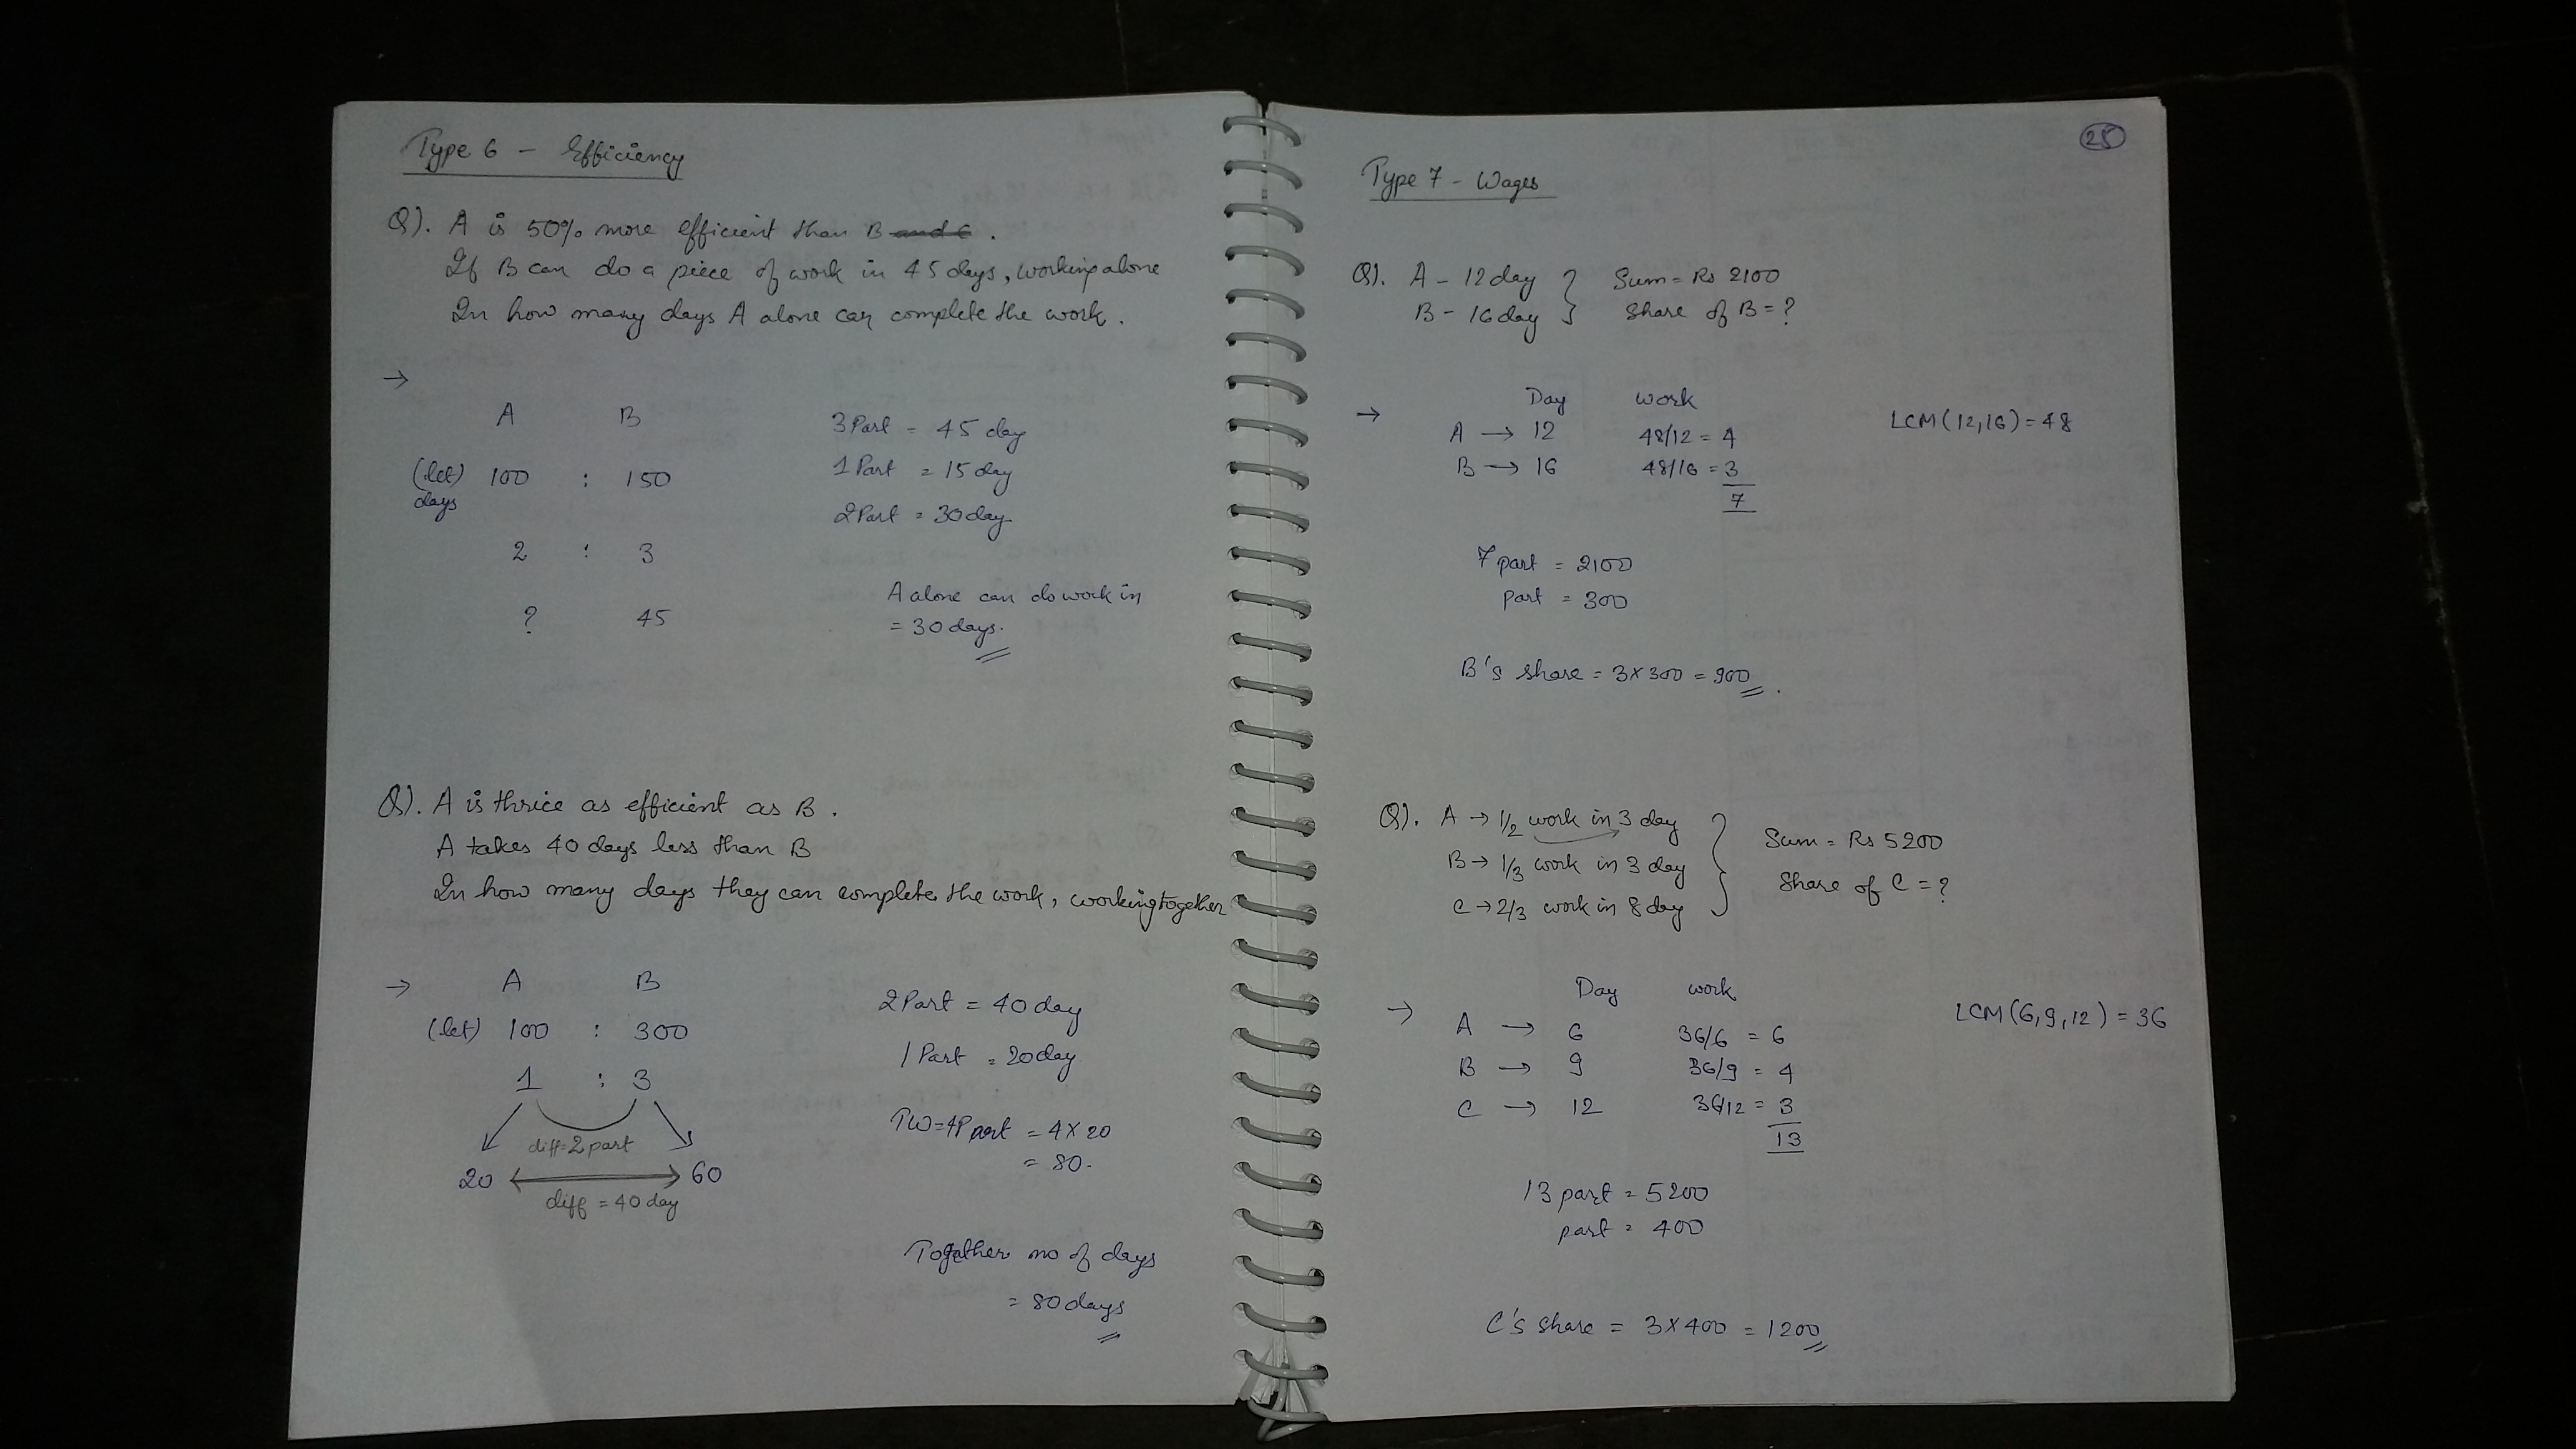 Type 6 - Efficiency
Q). A is 50% more efficient than B and C .
If B can do a piece of work in 45 days, working alone
In how many days A alone can complete the work .
→
A B
(let) days 100 : 150
2 : 3
? 45
3 Part = 45 day
1 Part = 15 day
2 Part = 30 day
A alone can do work in
= 30 days.
Q). A is thrice as efficient as B .
A takes 40 days less than B
In how many days they can complete the work, working together
→ A B
(let) 100 : 300
1 : 3
diff=2 part
20 60
diff = 40 day
2 Part = 40 day
1 Part = 20 day
TW=4Part = 4 X 20
= 80.
Together no of days
= 80 days
25
Type 7 - Wages
Q). A - 12 day } Sum = Rs 2100
B - 16 day Share of B = ?
→ Day work
A → 12 48/12 = 4 LCM(12,16) = 48
B → 16 48/16 = 3
7
7 part = 2100
part = 300
B's share = 3 X 300 = 900 .
Q). A → 1/2 work in 3 day } Sum = Rs 5200
B → 1/3 work in 3 day
C → 2/3 work in 8 day Share of C = ?
→ Day work
A → 6 36/6 = 6 LCM(6,9,12) = 36
B → 9 36/9 = 4
C → 12 36/12 = 3
13
13 part = 5200
part = 400
C's share = 3 X 400 = 1200